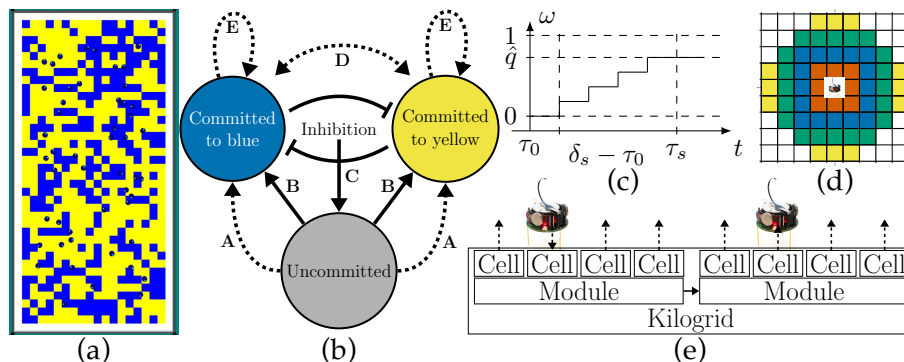 E
E
D
Committed
to blue
Inhibition
Committed
to yellow
C
B
B
A
A
Uncommitted
ω
1
q̂
0
τ₀
δₛ − τ₀
τₛ
t
(c)
(d)
Cell
Cell
Cell
Cell
Cell
Cell
Cell
Cell
Module
Module
Kilogrid
(a)
(b)
(e)